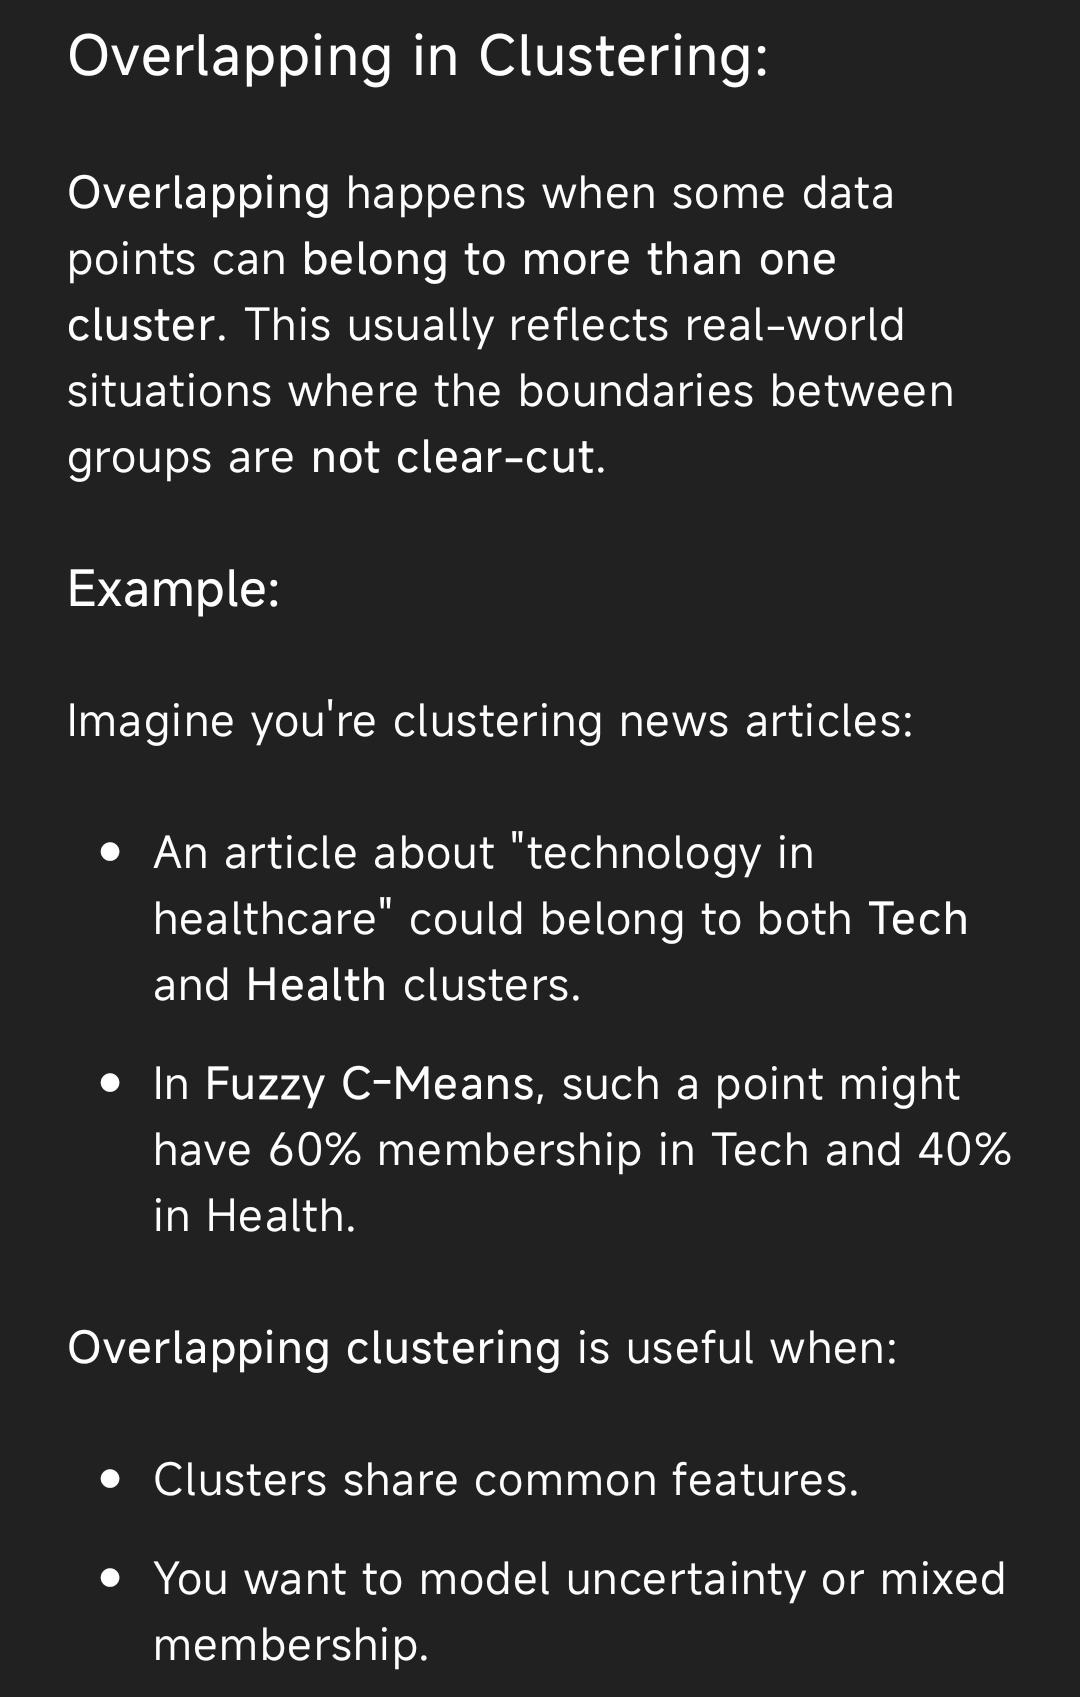 Overlapping in Clustering:
Overlapping happens when some data
points can belong to more than one
cluster. This usually reflects real-world
situations where the boundaries between
groups are not clear-cut.
Example:
Imagine you're clustering news articles:
• An article about "technology in
healthcare" could belong to both Tech
and Health clusters.
• In Fuzzy C-Means, such a point might
have 60% membership in Tech and 40%
in Health.
Overlapping clustering is useful when:
• Clusters share common features.
• You want to model uncertainty or mixed
membership.